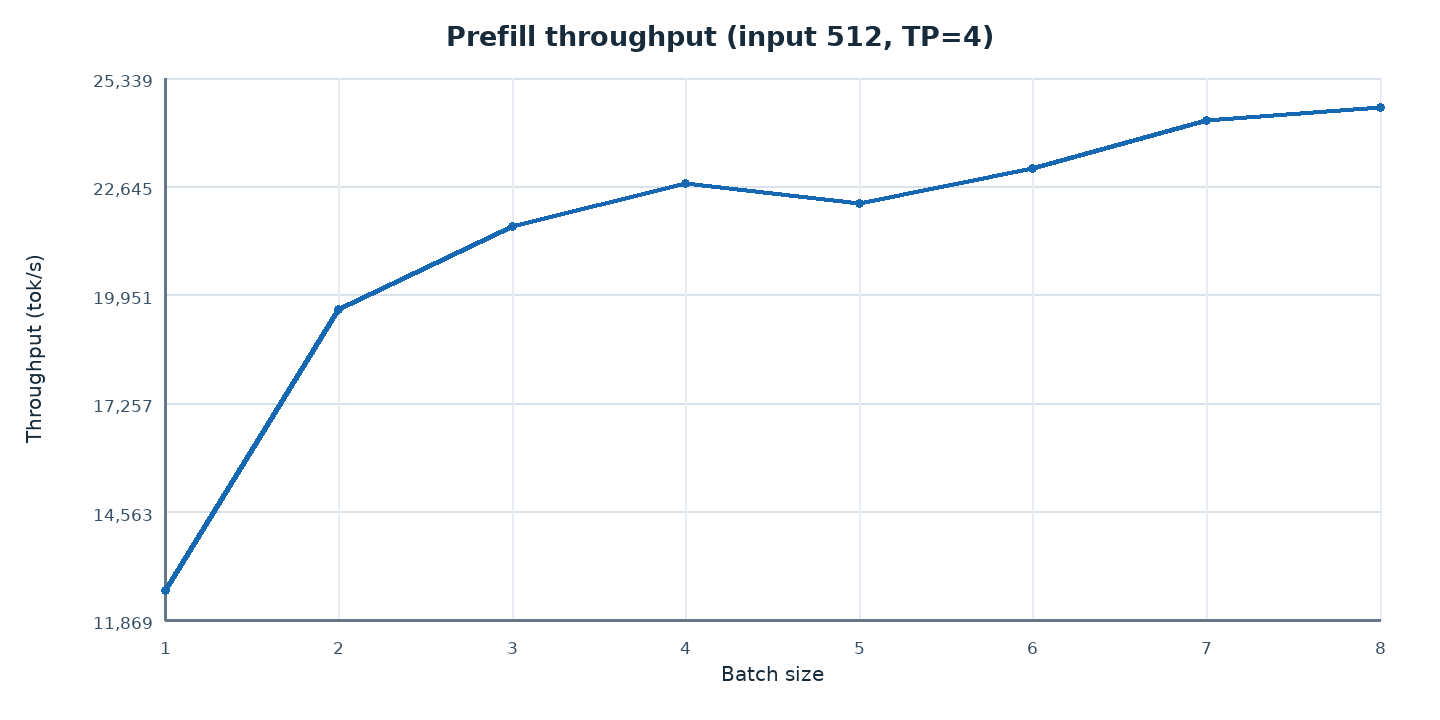 Prefill throughput (input 512, TP=4)
25,339
22,645
19,951
17,257
14,563
11,869
Throughput (tok/s)
1 2 3 4 5 6 7 8
Batch size